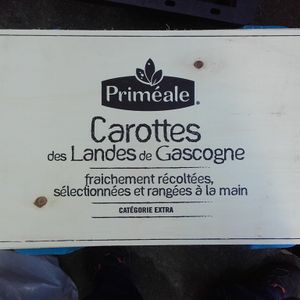 Priméale®
Carottes
des Landes de Gascogne
fraichement récoltées,
sélectionnées et rangées à la main
CATÉGORIE EXTRA